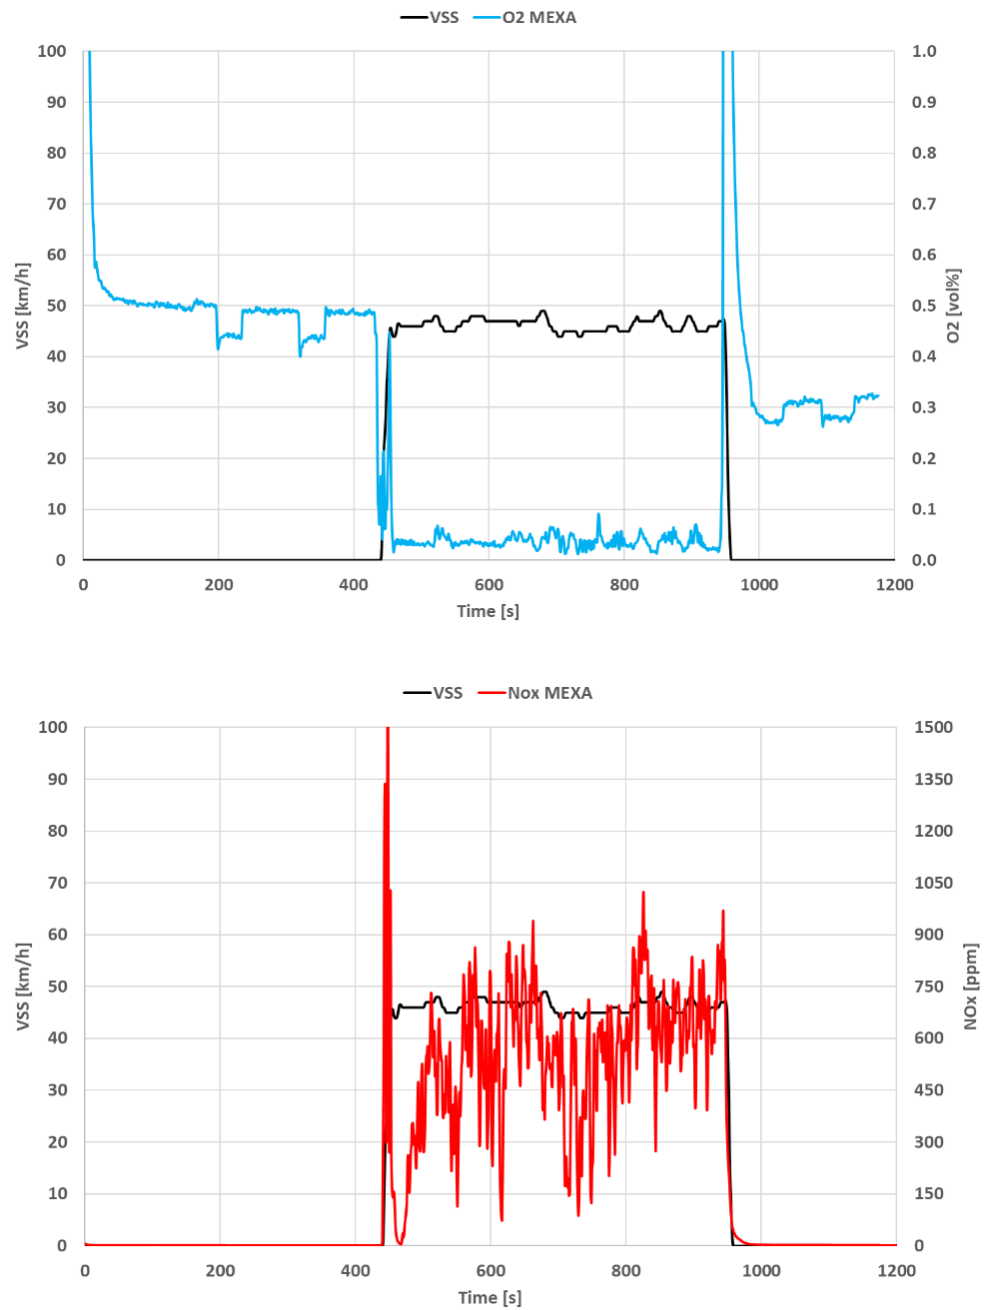 VSS O2 MEXA
100 1.0
90 0.9
80 0.8
70 0.7
60 0.6
50 0.5
40 0.4
30 0.3
20 0.2
10 0.1
0 0.0
VSS [km/h]
O2 [vol%]
0 200 400 600 800 1000 1200
Time [s]
VSS Nox MEXA
100 1500
90 1350
80 1200
70 1050
60 900
50 750
40 600
30 450
20 300
10 150
0 0
VSS [km/h]
NOx [ppm]
0 200 400 600 800 1000 1200
Time [s]